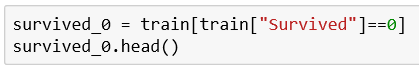 survived_0 = train[train["Survived"]==0]
survived_0.head()